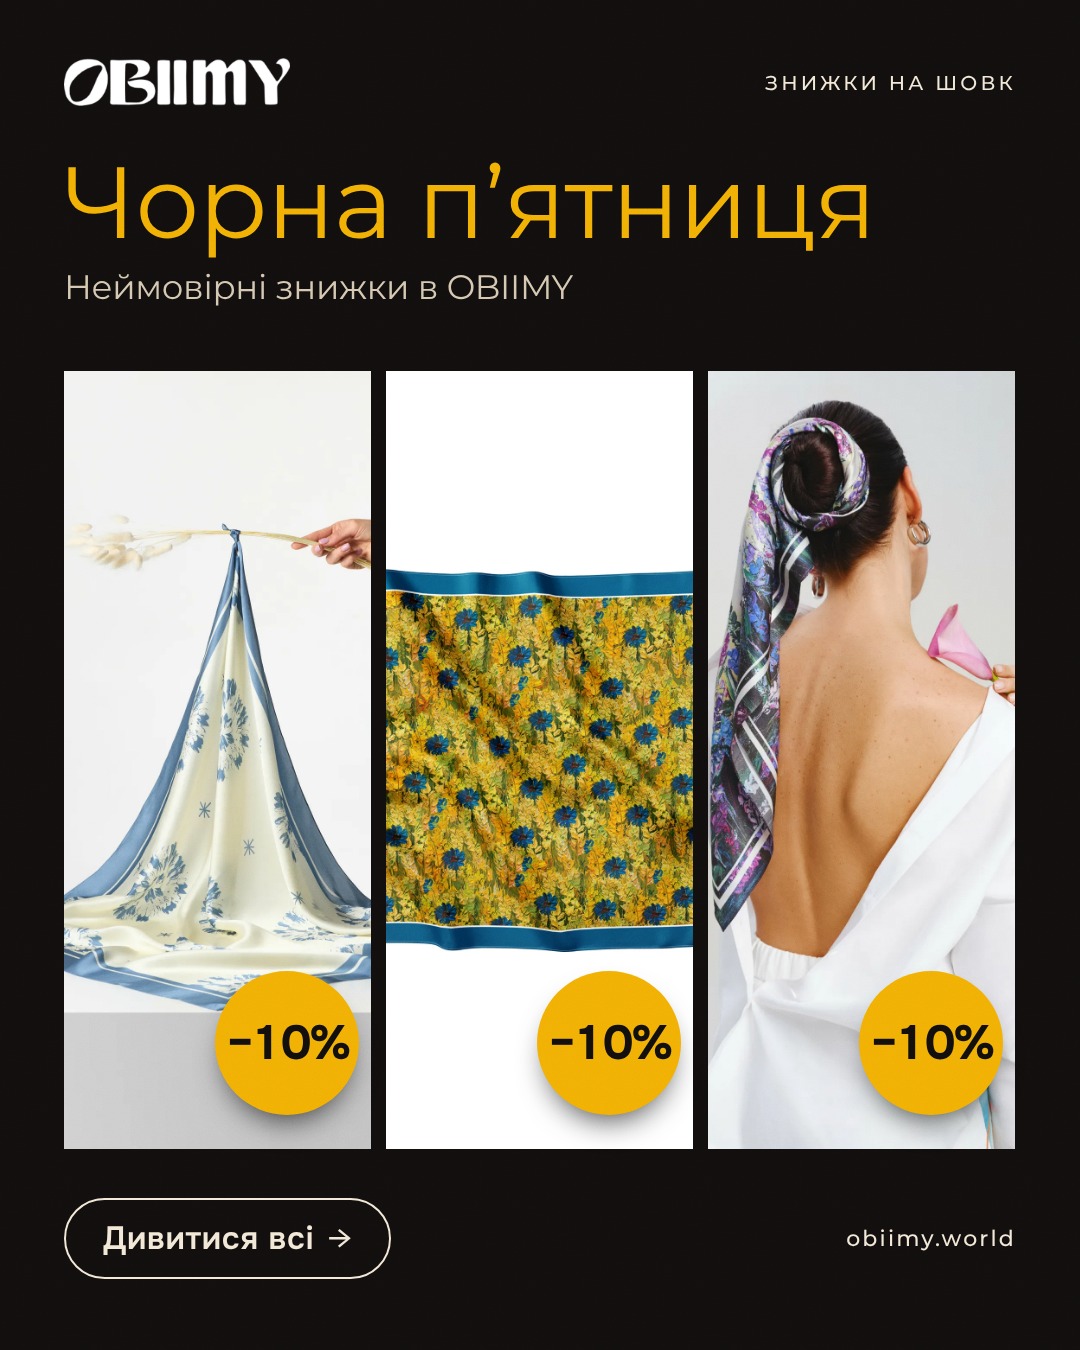 OBIIMY
ЗНИЖКИ НА ШОВК
Чорна п’ятниця
Неймовірні знижки в OBIIMY
−10%
−10%
−10%
Дивитися всі →
obiimy.world